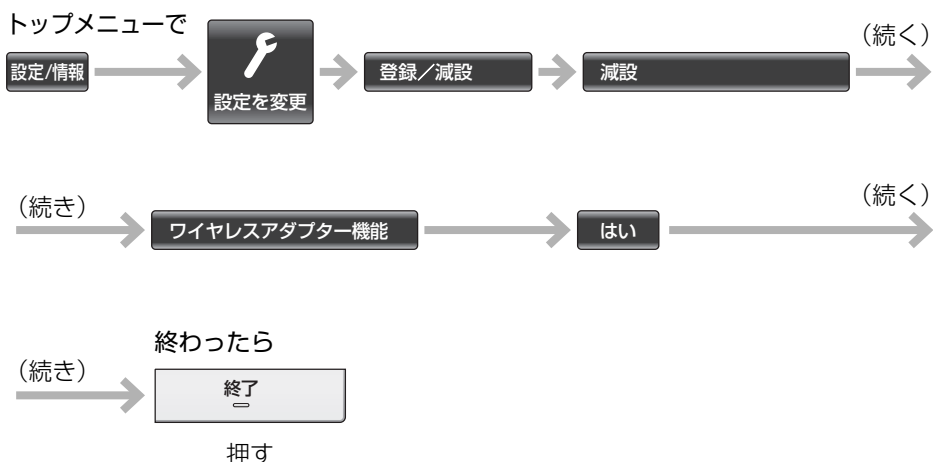 トップメニューで
(続く)
設定/情報
設定を変更
登録／減設
減設
(続き)
(続く)
ワイヤレスアダプター機能
はい
終わったら
(続き)
終了
押す